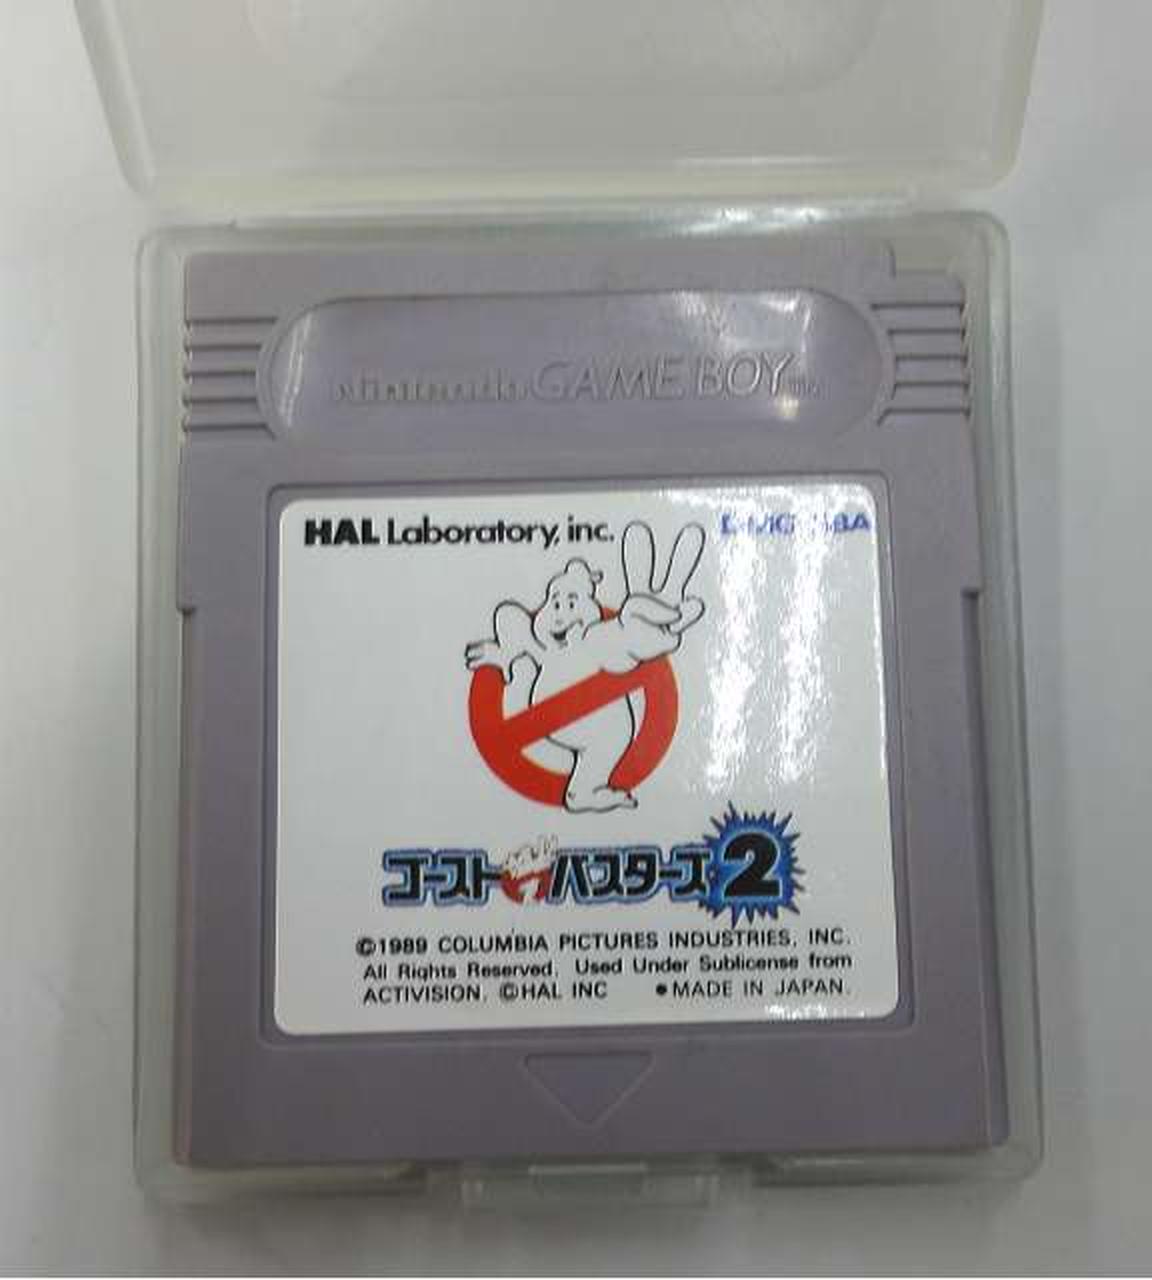 Nintendo GAME BOY TM
HAL Laboratory, inc.
ゴーストバスターズ2
©1989 COLUMBIA PICTURES INDUSTRIES, INC.
All Rights Reserved. Used Under Sublicense from
ACTIVISION. ©HAL INC ●MADE IN JAPAN.